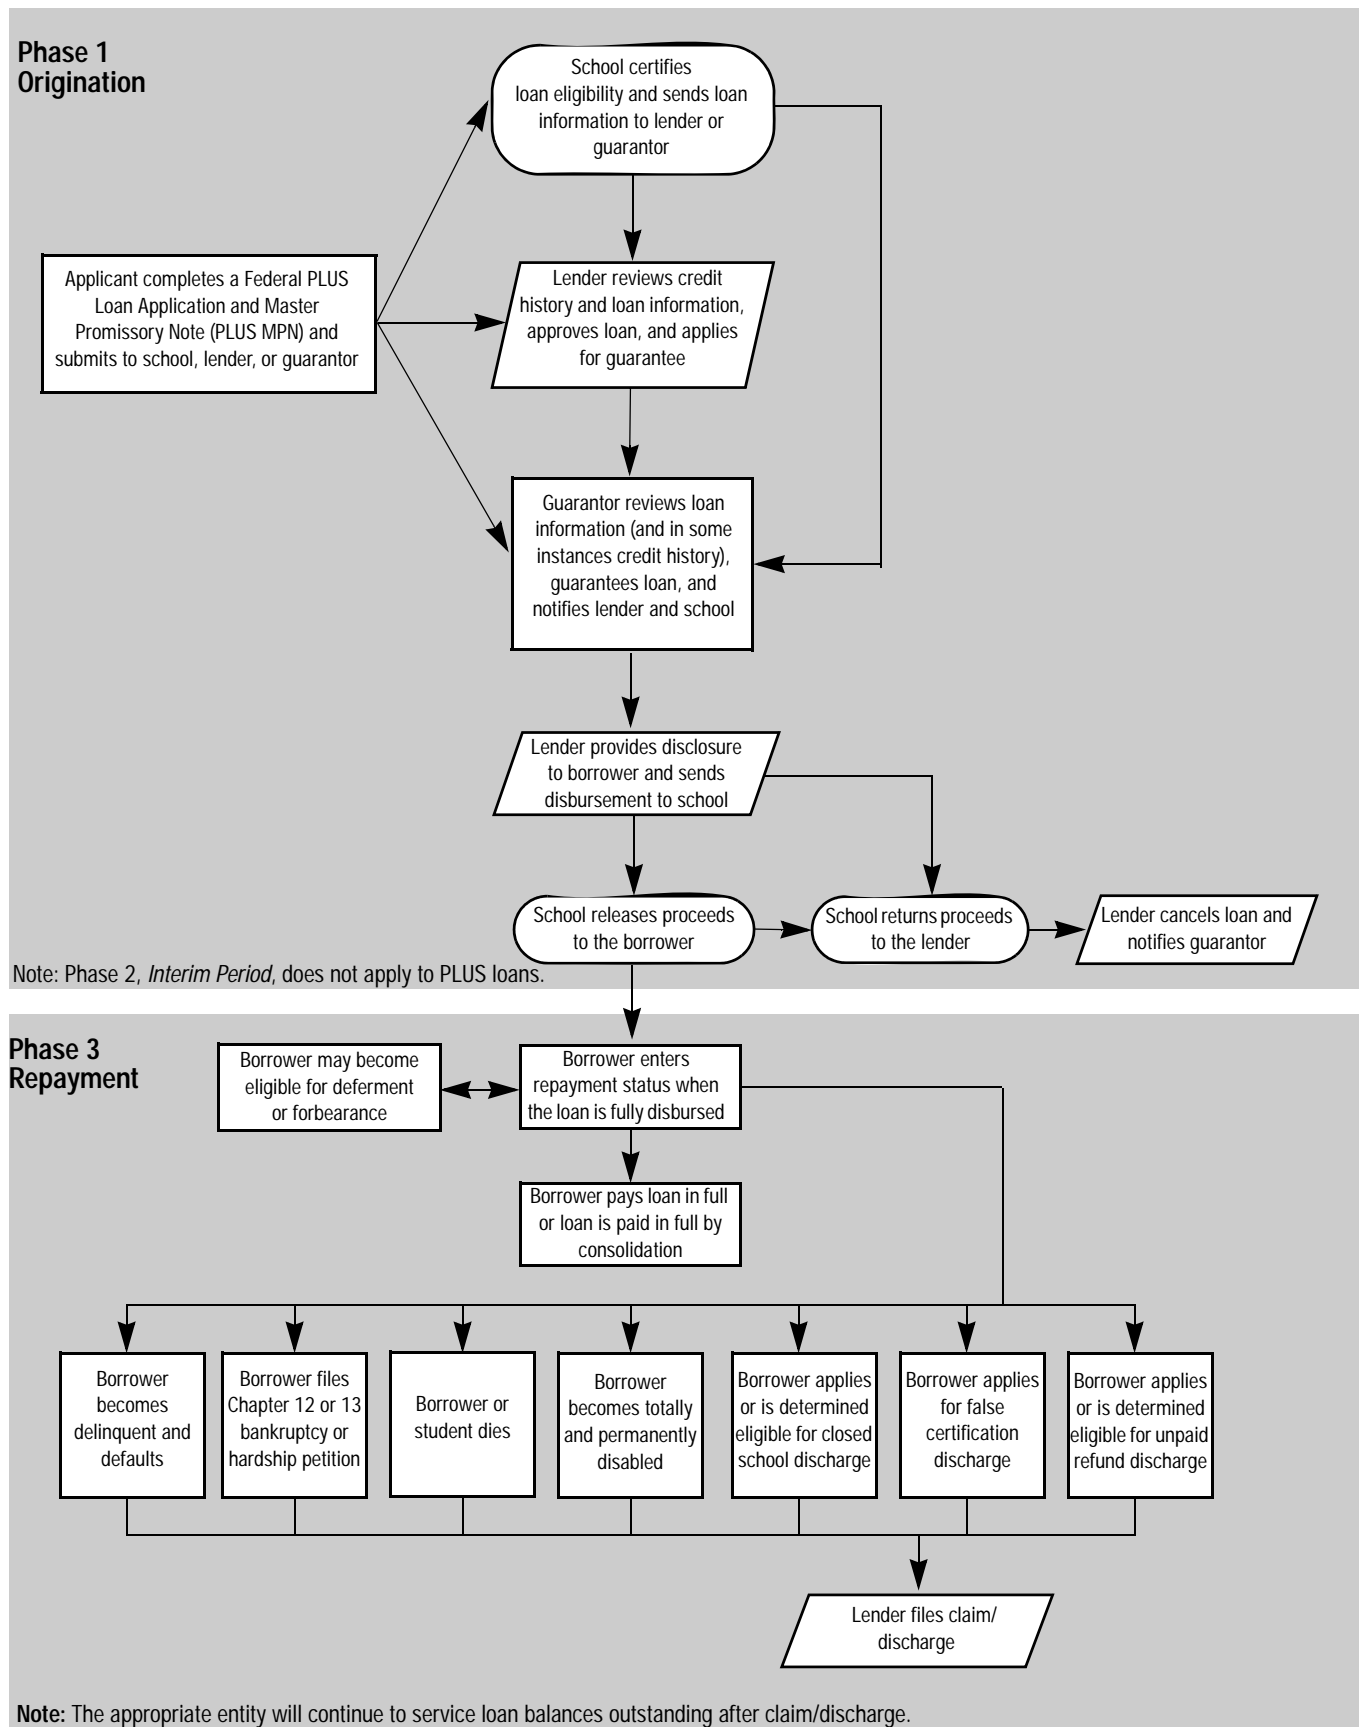 Phase 1
Origination
School certifies
loan eligibility and sends loan
information to lender or
guarantor
Applicant completes a Federal PLUS
Loan Application and Master
Promissory Note (PLUS MPN) and
submits to school, lender, or guarantor
Lender reviews credit
history and loan information,
approves loan, and applies
for guarantee
Guarantor reviews loan
information (and in some
instances credit history),
guarantees loan, and
notifies lender and school
Lender provides disclosure
to borrower and sends
disbursement to school
School releases proceeds
to the borrower
School returns proceeds
to the lender
Lender cancels loan and
notifies guarantor
Note: Phase 2, Interim Period, does not apply to PLUS loans.
Phase 3
Repayment
Borrower may become
eligible for deferment
or forbearance
Borrower enters
repayment status when
the loan is fully disbursed
Borrower pays loan in full
or loan is paid in full by
consolidation
Borrower
becomes
delinquent and
defaults
Borrower files
Chapter 12 or 13
bankruptcy or
hardship petition
Borrower or
student dies
Borrower
becomes totally
and permanently
disabled
Borrower applies
or is determined
eligible for closed
school discharge
Borrower applies
for false
certification
discharge
Borrower applies
or is determined
eligible for unpaid
refund discharge
Lender files claim/
discharge
Note: The appropriate entity will continue to service loan balances outstanding after claim/discharge.